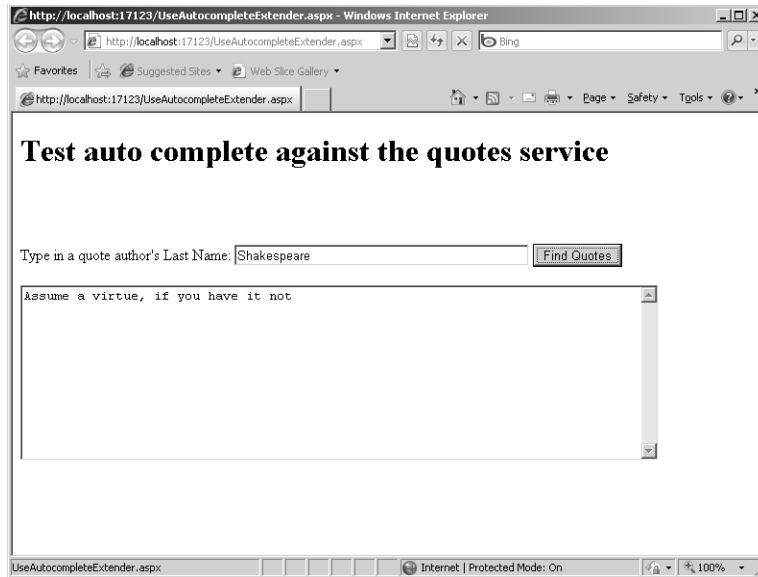 http://localhost:17123/UseAutocompleteExtender.aspx - Windows Internet Explorer
http://localhost:17123/UseAutocompleteExtender.aspx
Bing
Favorites Suggested Sites Web Slice Gallery
http://localhost:17123/UseAutocompleteExtender.aspx
Page Safety Tools
Test auto complete against the quotes service
Type in a quote author's Last Name: Shakespeare Find Quotes
Assume a virtue, if you have it not
UseAutocompleteExtender.aspx Internet | Protected Mode: On 100%